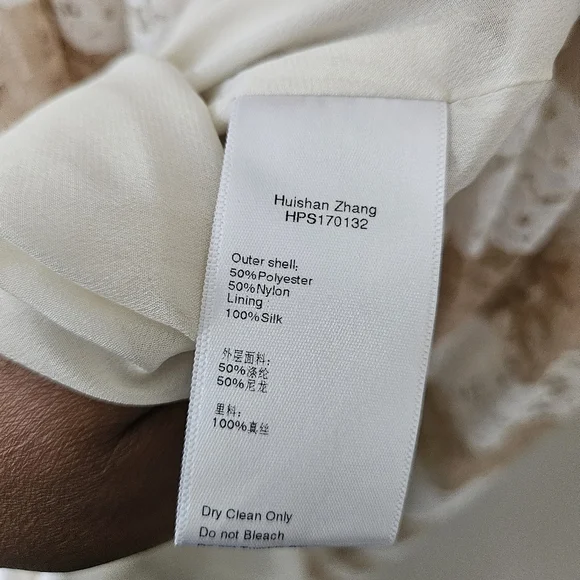 Huishan Zhang
HPS170132
Outer shell:
50%Polyester
50%Nylon
Lining
100%Silk
外层面料:
50%涤纶
50%尼龙
里料:
100%真丝
Dry Clean Only
Do not Bleach